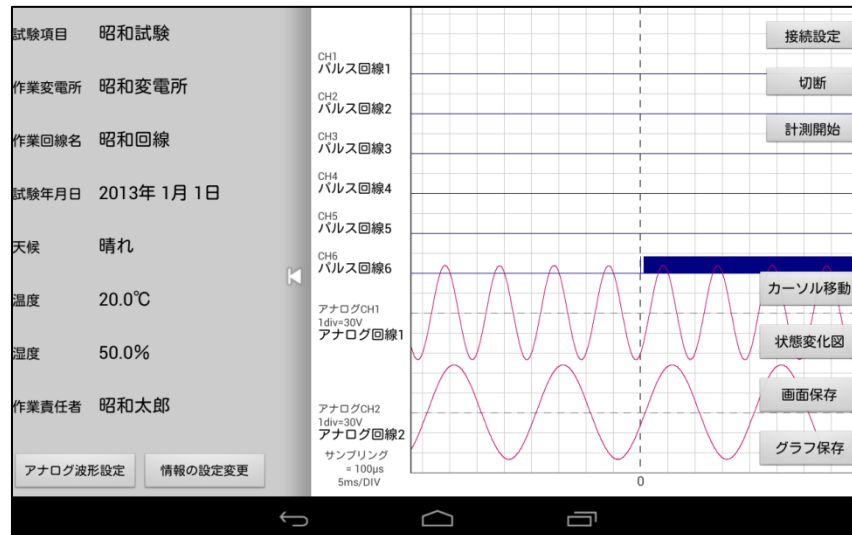 試験項目 昭和試験
作業変電所 昭和変電所
作業回線名 昭和回線
試験年月日 2013年 1月 1日
天候 晴れ
温度 20.0℃
湿度 50.0%
作業責任者 昭和太郎
アナログ波形設定 情報の設定変更
CH1
パルス回線1
CH2
パルス回線2
CH3
パルス回線3
CH4
パルス回線4
CH5
パルス回線5
CH6
パルス回線6
アナログCH1
1div=30V
アナログ回線1
アナログCH2
1div=30V
アナログ回線2
サンプリング
= 100μs
5ms/DIV
0
接続設定
切断
計測開始
カーソル移動
状態変化図
画面保存
グラフ保存